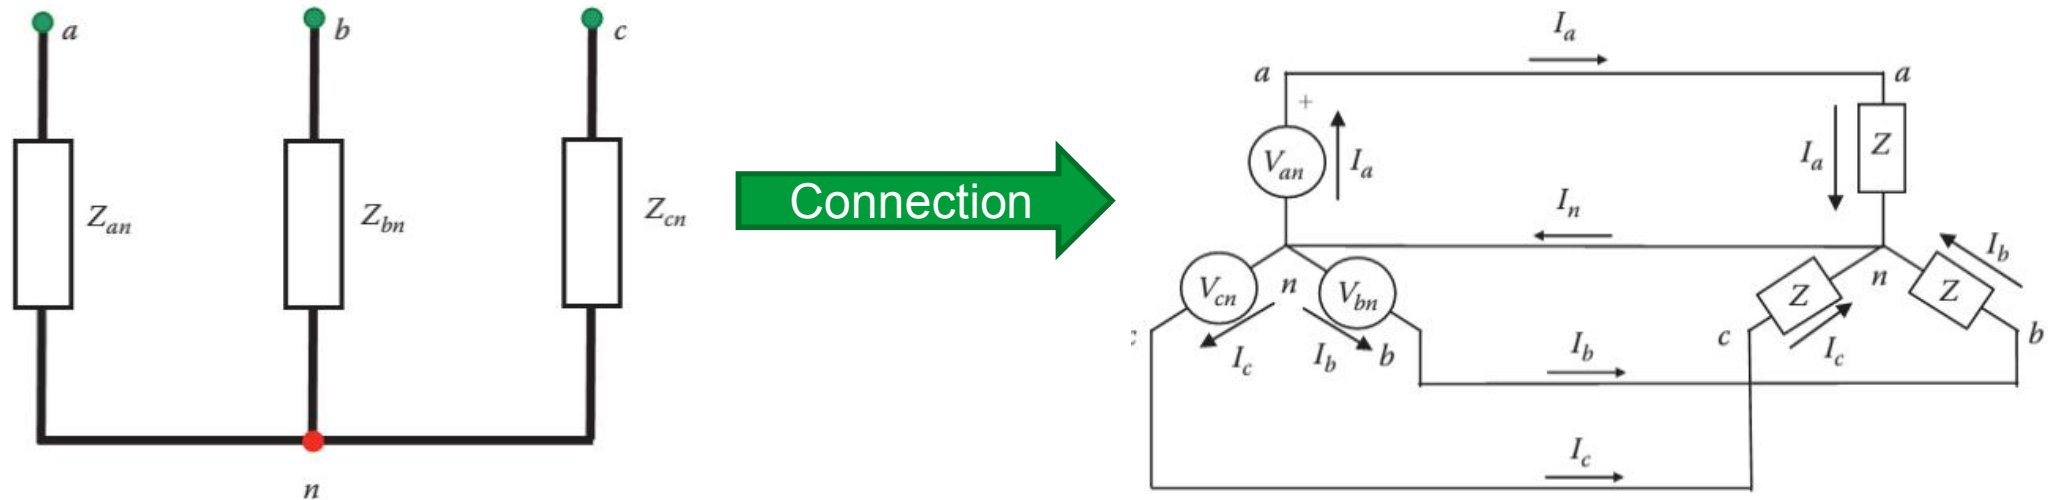 a
b
c
Z_an
Z_bn
Z_cn
n
Connection
I_a
a
a
+
V_an
I_a
I_a
Z
I_n
V_cn
n
V_bn
I_c
I_b
b
c
I_b
Z
n
Z
I_b
c
I_c
b
I_c